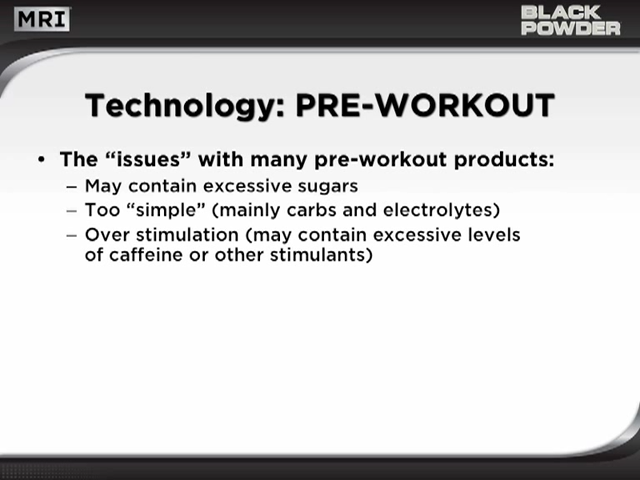 MRI
BLACK
POWDER
Technology: PRE-WORKOUT
• The “issues” with many pre-workout products:
– May contain excessive sugars
– Too “simple” (mainly carbs and electrolytes)
– Over stimulation (may contain excessive levels
of caffeine or other stimulants)